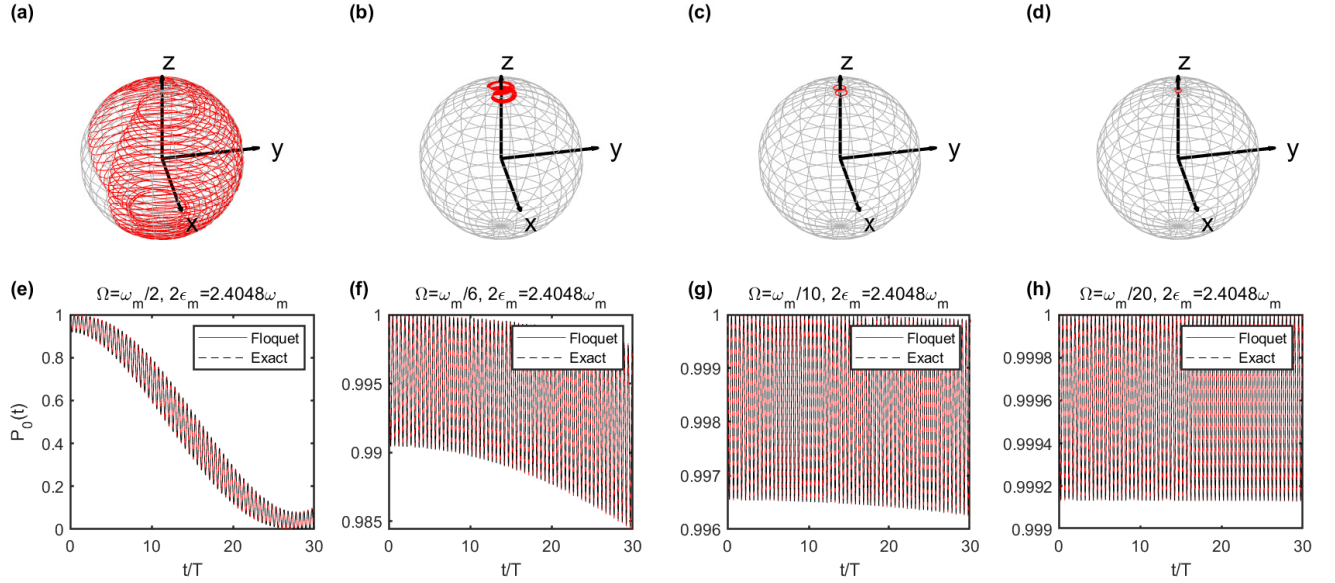 (a) (b) (c) (d)
z z z z
y y y y
x x x x
(e) Ω=ω_m/2, 2ϵ_m=2.4048ω_m
(f) Ω=ω_m/6, 2ϵ_m=2.4048ω_m
(g) Ω=ω_m/10, 2ϵ_m=2.4048ω_m
(h) Ω=ω_m/20, 2ϵ_m=2.4048ω_m
P_0(t)
1
0.8
0.6
0.4
0.2
0
Floquet
Exact
0 10 20 30
t/T
1
0.995
0.99
0.985
Floquet
Exact
0 10 20 30
t/T
1
0.999
0.998
0.997
0.996
Floquet
Exact
0 10 20 30
t/T
1
0.9998
0.9996
0.9994
0.9992
0.999
Floquet
Exact
0 10 20 30
t/T